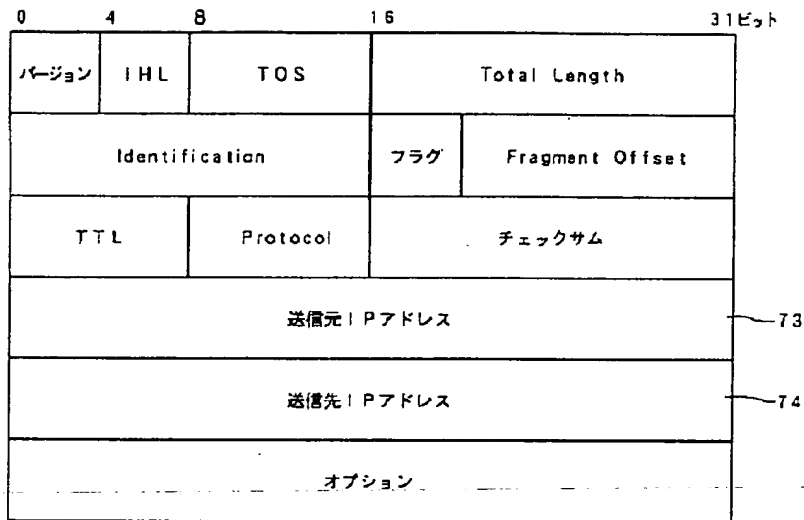 0 4 8 16 31ビット
バージョン IHL TOS Total Length
Identification フラグ Fragment Offset
TTL Protocol チェックサム
送信元IPアドレス 73
送信先IPアドレス 74
オプション